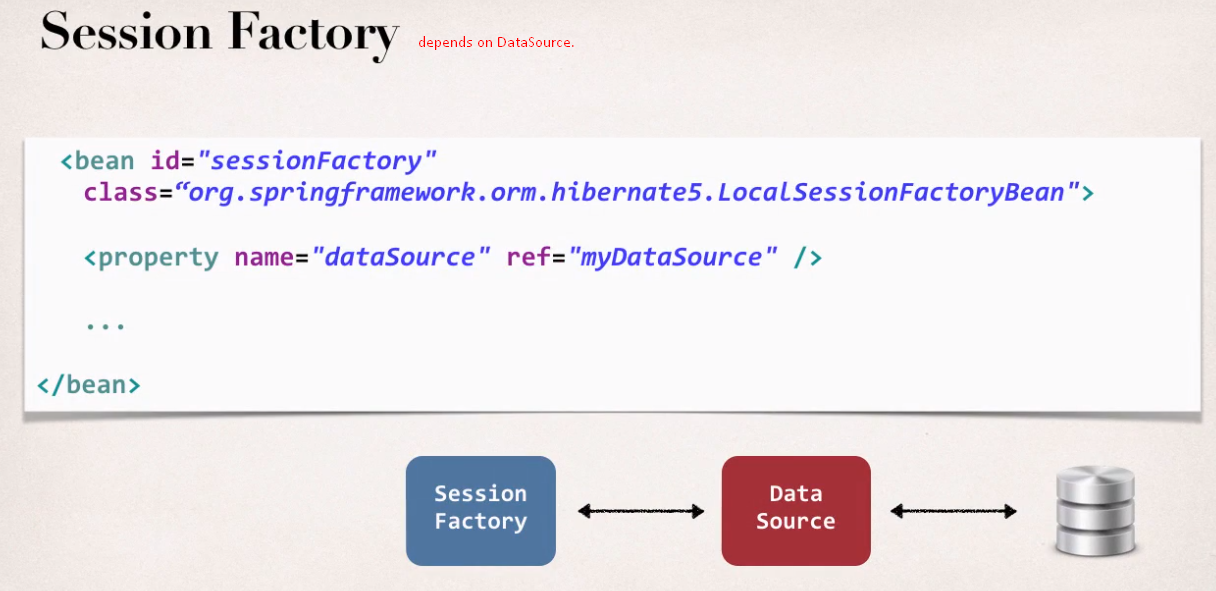 Session Factory depends on DataSource.
<bean id="sessionFactory"
class=“org.springframework.orm.hibernate5.LocalSessionFactoryBean">
<property name="dataSource" ref="myDataSource" />
...
</bean>
Session
Factory
Data
Source